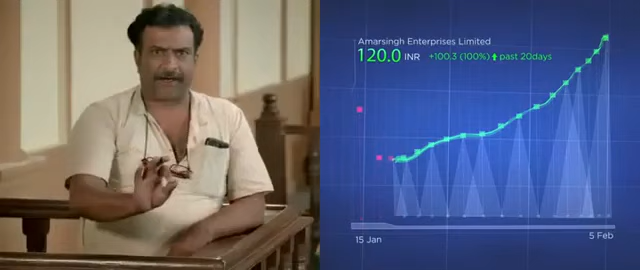 Amarsingh Enterprises Limited
120.0 INR +100.3 (100%) ⬆ past 20days
15 Jan
5 Feb